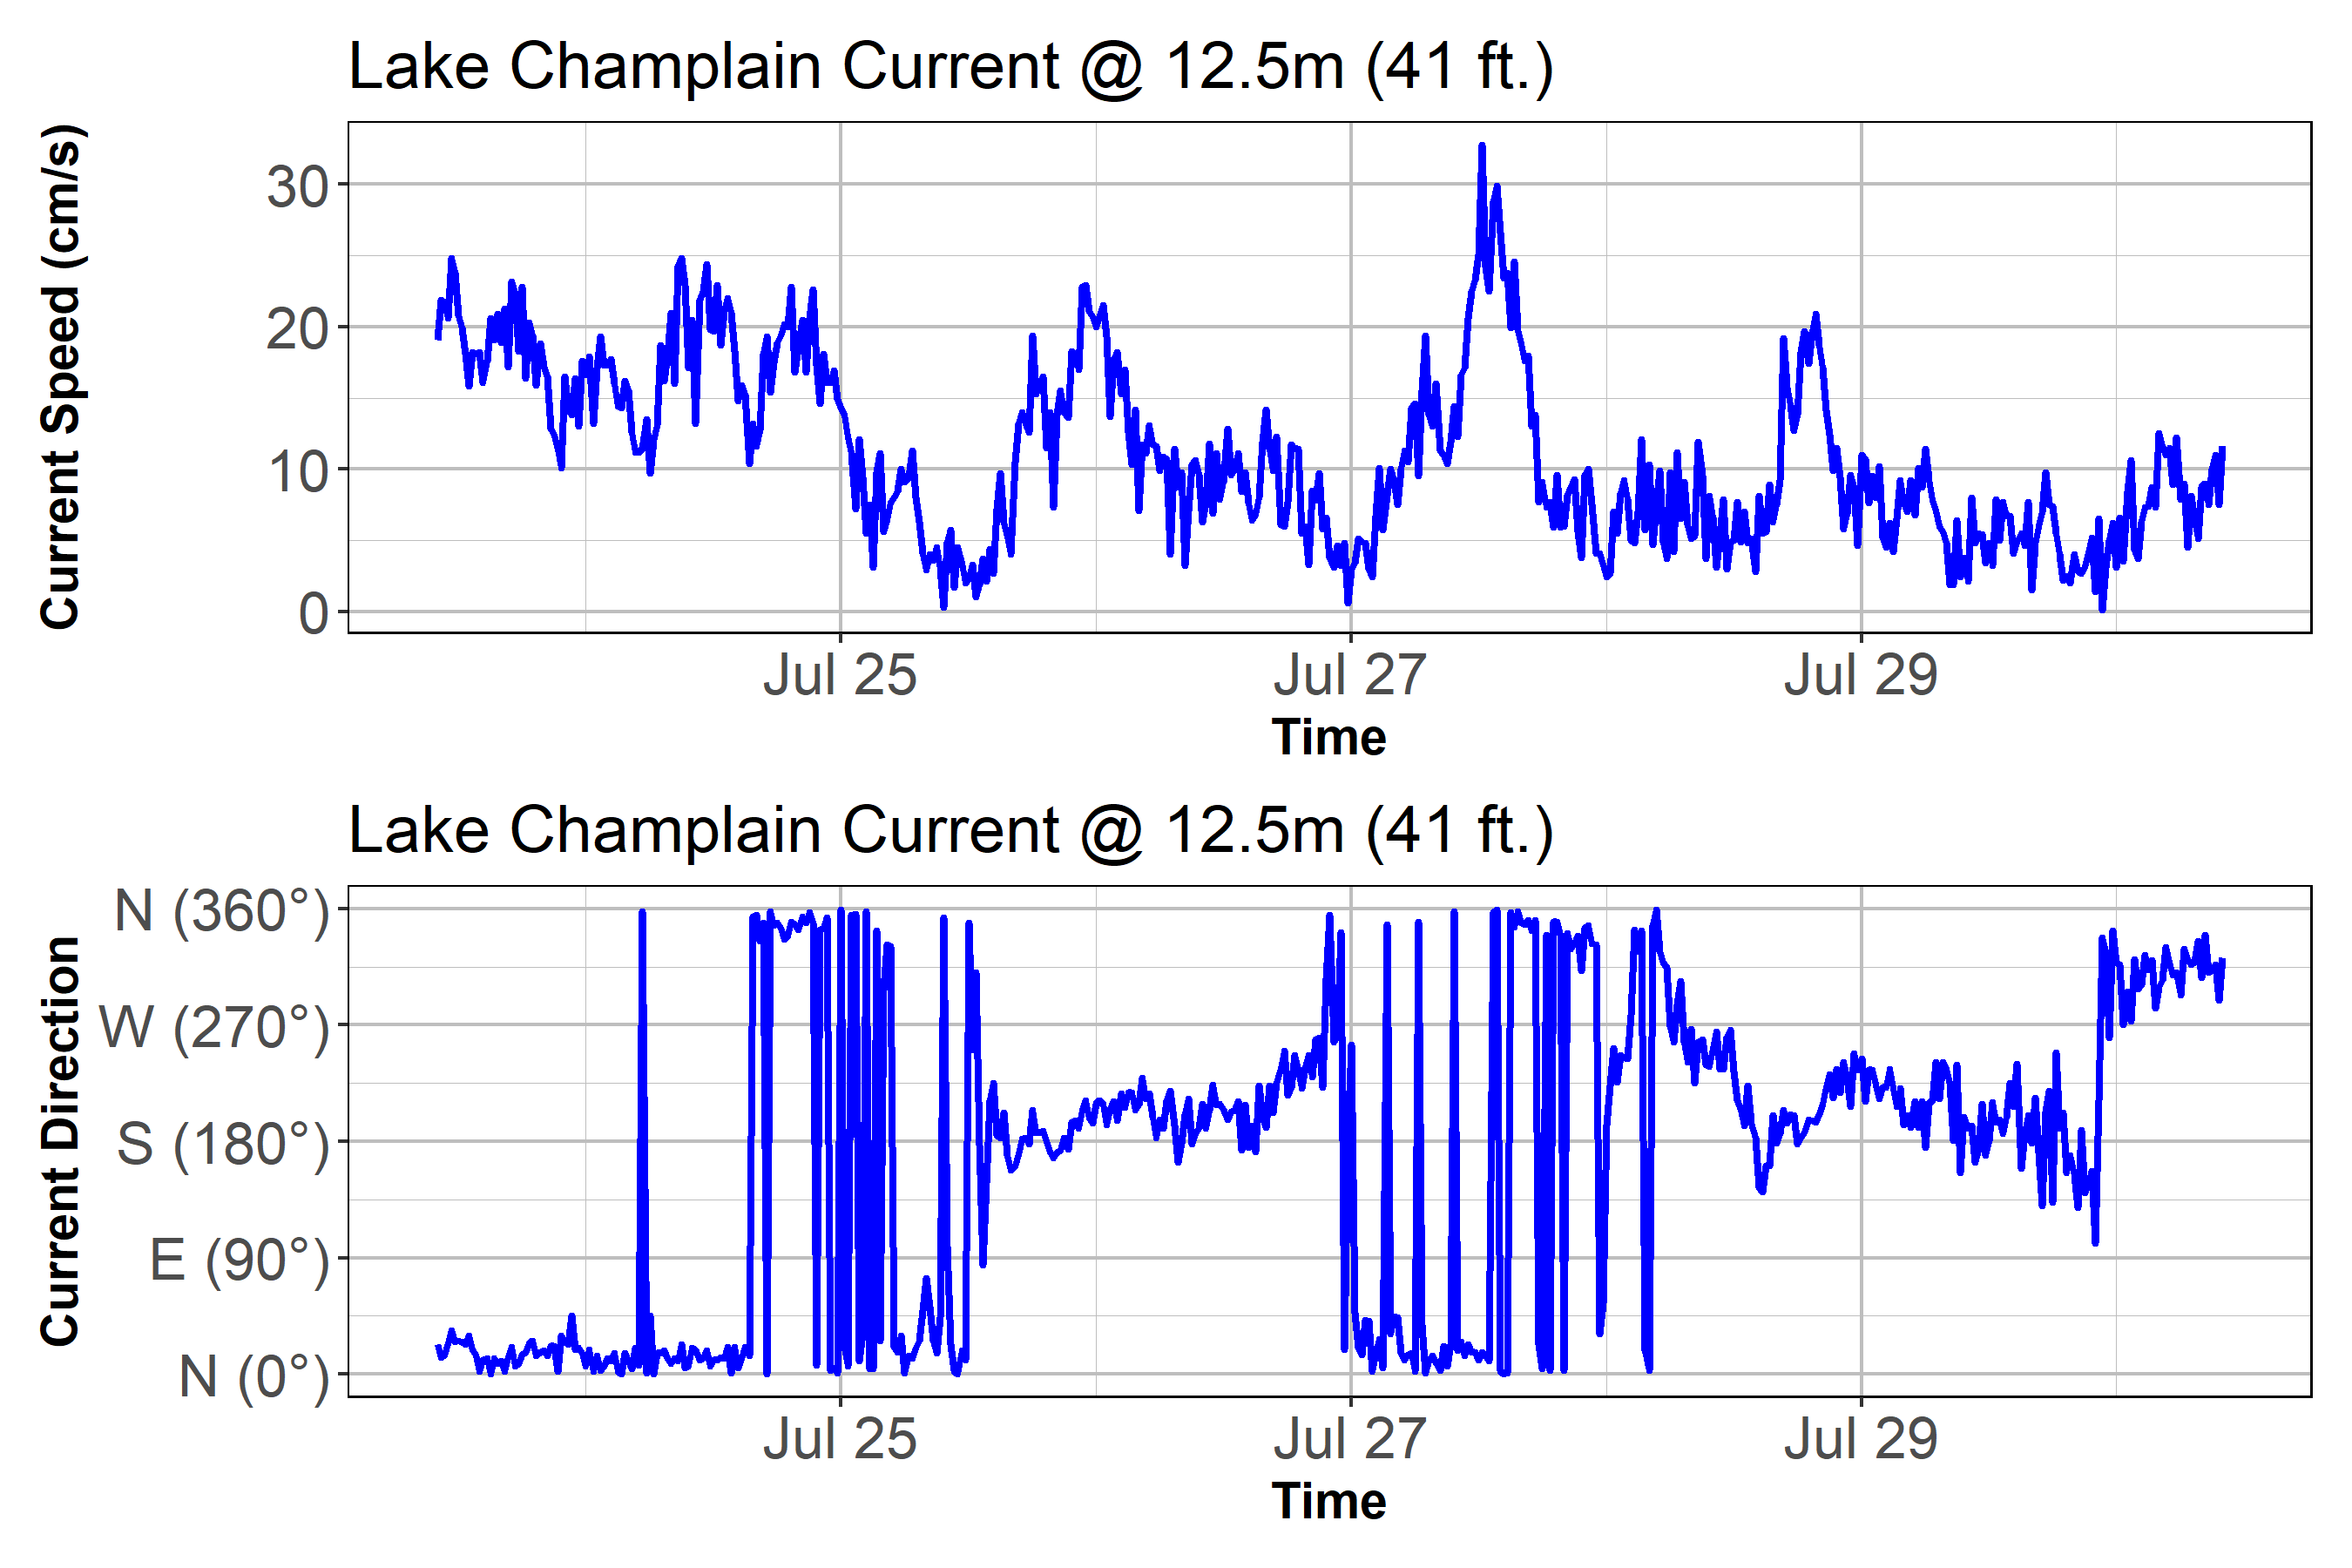 Lake Champlain Current @ 12.5m (41 ft.)
Current Speed (cm/s)
30
20
10
0
Jul 25 Jul 27 Jul 29
Time
Lake Champlain Current @ 12.5m (41 ft.)
Current Direction
N (360°)
W (270°)
S (180°)
E (90°)
N (0°)
Jul 25 Jul 27 Jul 29
Time